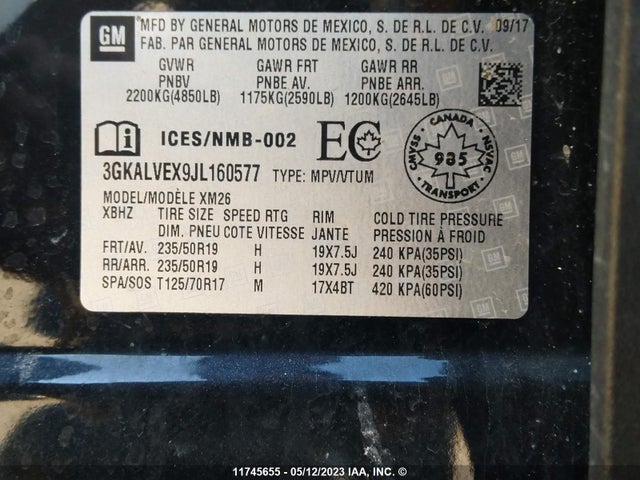 GM
*MFD BY GENERAL MOTORS DE MEXICO, S. DE R.L. DE C.V. 09/17
FAB. PAR GENERAL MOTORS DE MEXICO, S. DE R.L. DE C.V.
GVWR GAWR FRT GAWR RR
PNBV PNBE AV. PNBE ARR.
2200KG(4850LB) 1175KG(2590LB) 1200KG(2645LB)
ICES/NMB-002 EC
CANADA
CMVSS 935 NSVAC
TRANSPORT
3GKALVEX9JL160577 TYPE: MPV/VTUM
MODEL/MODÈLE XM26
XBHZ TIRE SIZE SPEED RTG RIM COLD TIRE PRESSURE
DIM. PNEU COTE VITESSE JANTE PRESSION À FROID
FRT/AV. 235/50R19 H 19X7.5J 240 KPA(35PSI)
RR/ARR. 235/50R19 H 19X7.5J 240 KPA(35PSI)
SPA/SOS T125/70R17 M 17X4BT 420 KPA(60PSI)
11745655 - 05/12/2023 IAA, INC. ©